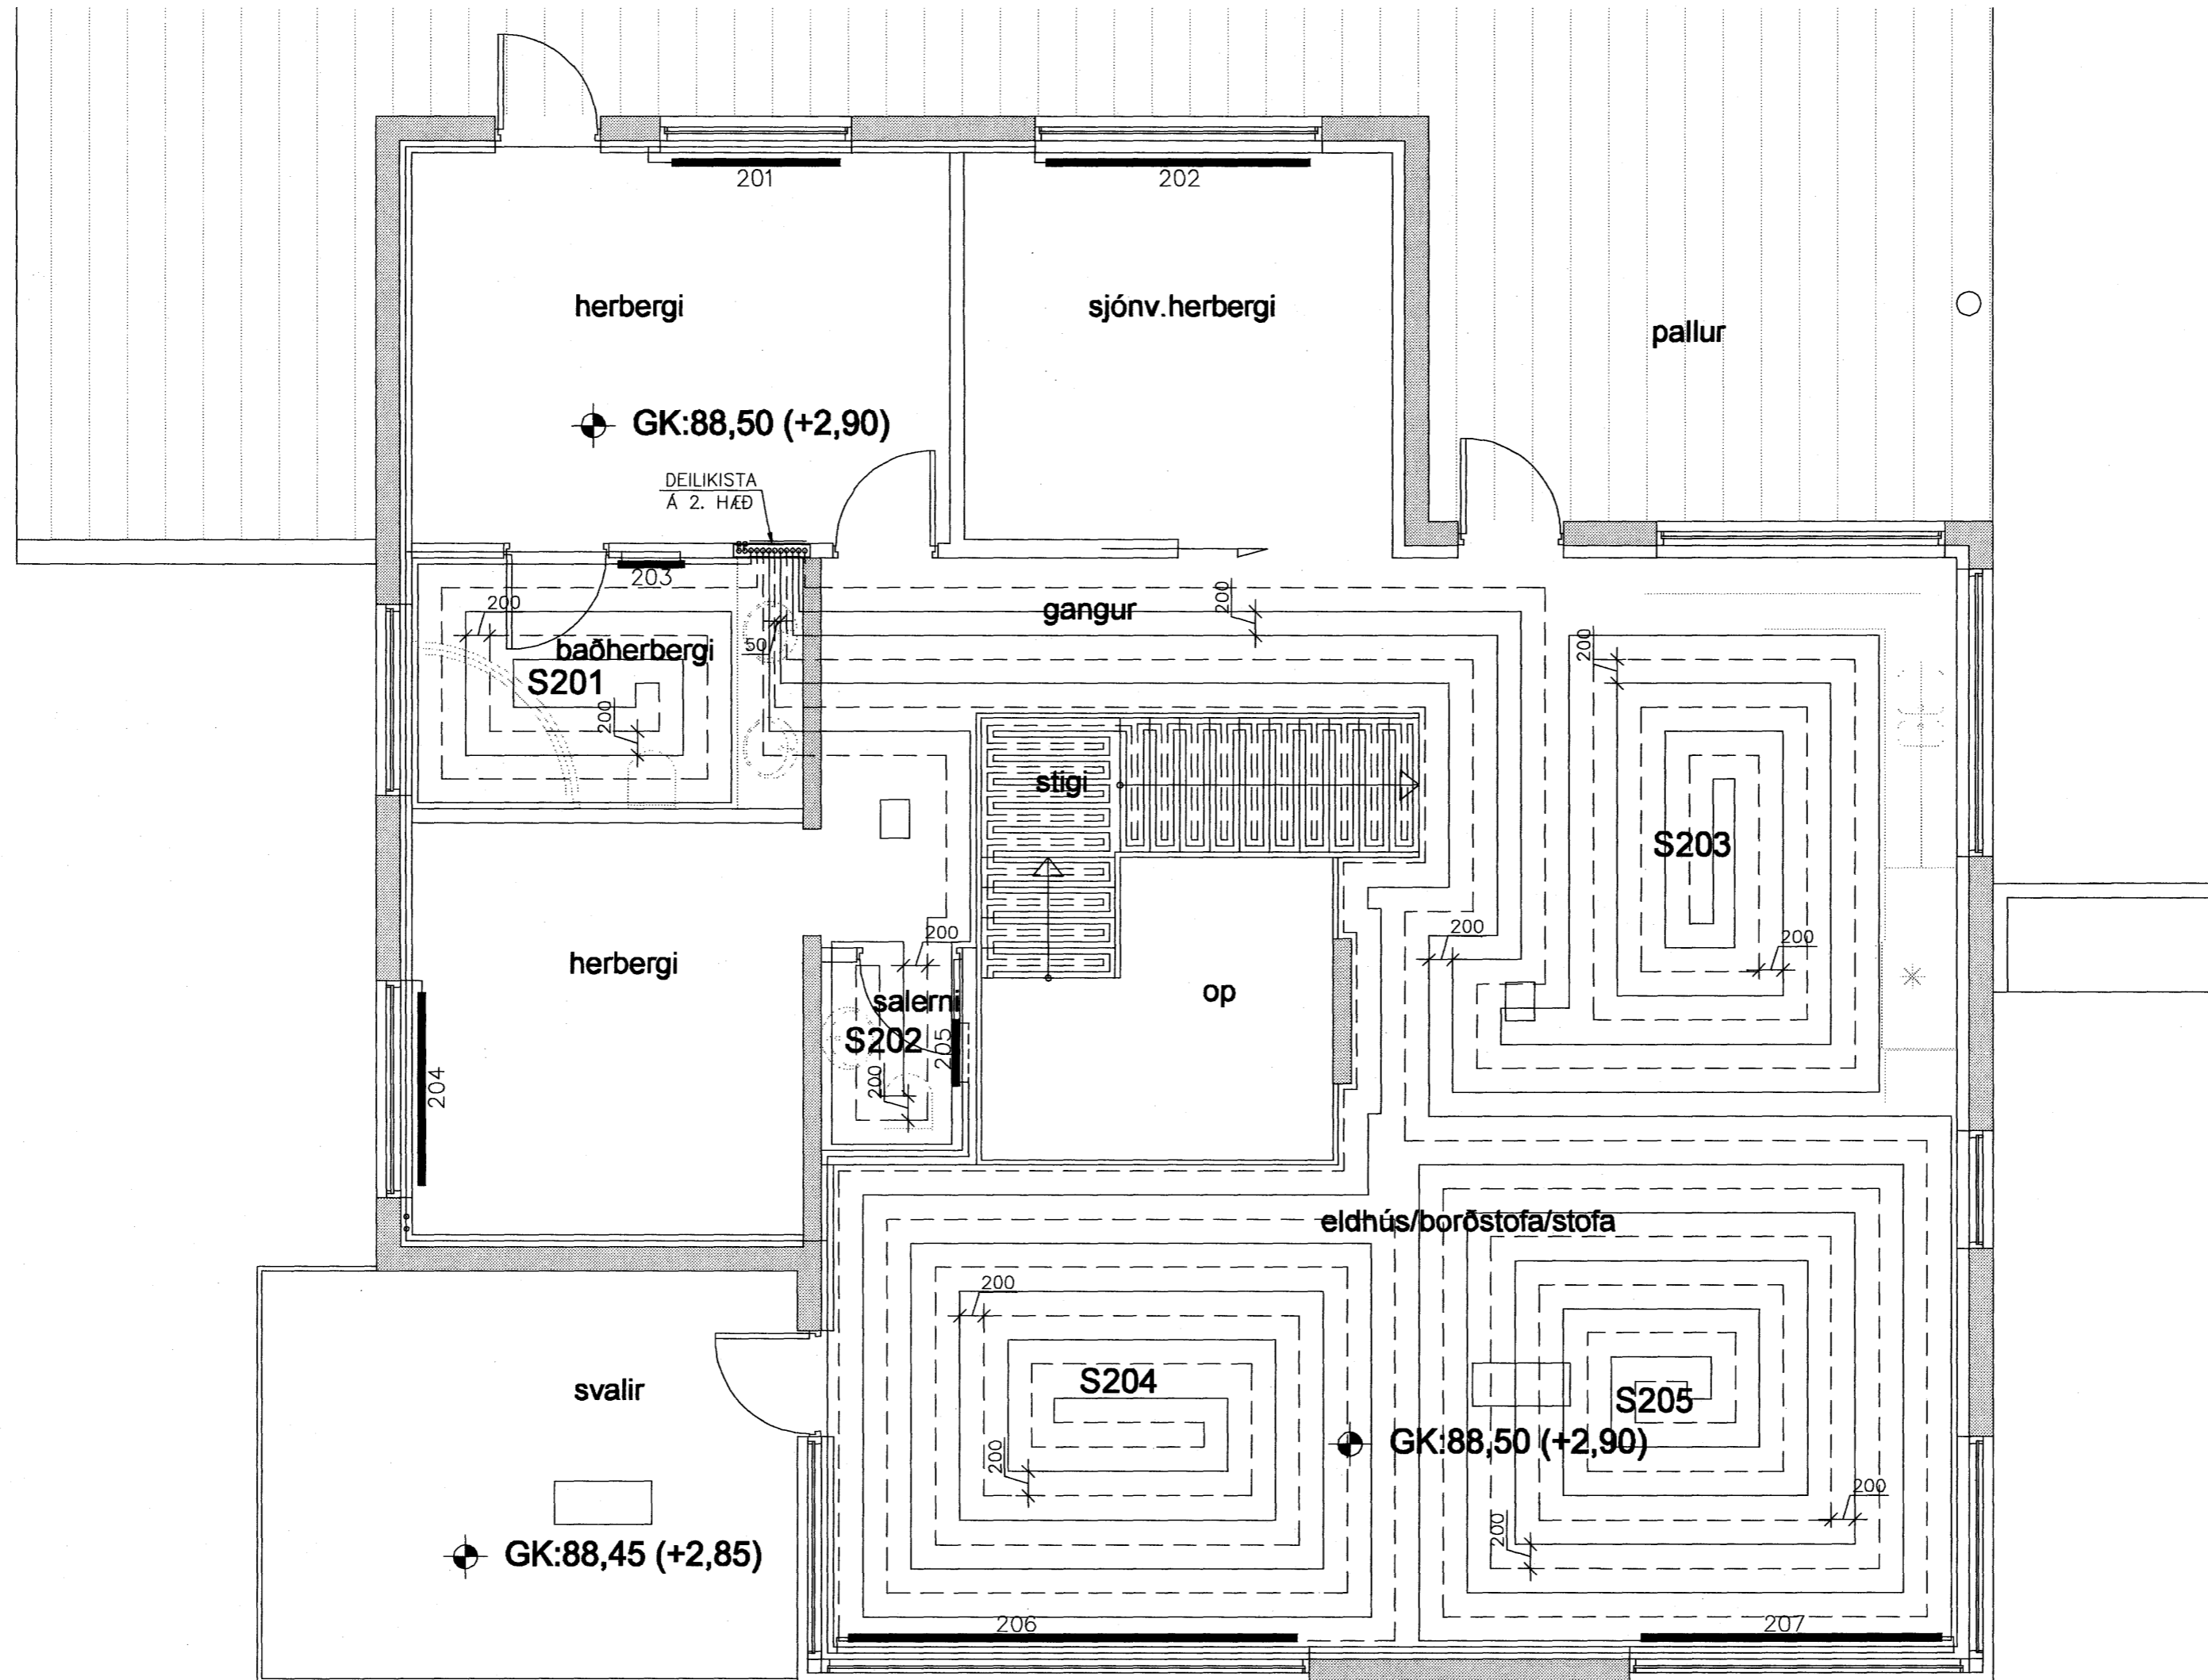 201
202
herbergi
sjónv.herbergi
pallur
GK:88,50 (+2,90)
DEILIKISTA
Á 2. HÆÐ
203
200
gangur
200
baðherbergi
50
200
S201
200
stigi
S203
200
200
200
herbergi
salerni
op
S202
205
204
200
eldhús/borðstofa/stofa
200
S204
svalir
S205
GK:88,50 (+2,90)
200
200
200
GK:88,45 (+2,85)
206
207